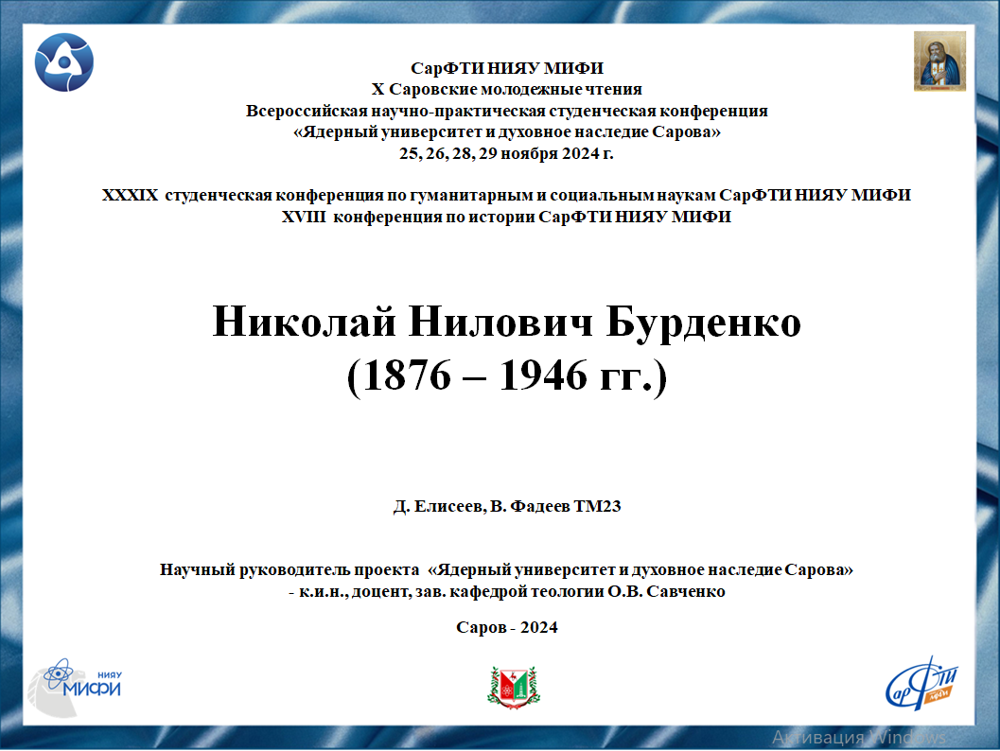 СарФТИ НИЯУ МИФИ
X Саровские молодежные чтения
Всероссийская научно-практическая студенческая конференция
«Ядерный университет и духовное наследие Сарова»
25, 26, 28, 29 ноября 2024 г.
XXXIX студенческая конференция по гуманитарным и социальным наукам СарФТИ НИЯУ МИФИ
XVIII конференция по истории СарФТИ НИЯУ МИФИ
Николай Нилович Бурденко
(1876 – 1946 гг.)
Д. Елисеев, В. Фадеев ТМ23
Научный руководитель проекта «Ядерный университет и духовное наследие Сарова»
- к.и.н., доцент, зав. кафедрой теологии О.В. Савченко
Саров - 2024
НИЯУ
МИФИ
СарФТИ
МИФИ
Активация Windows